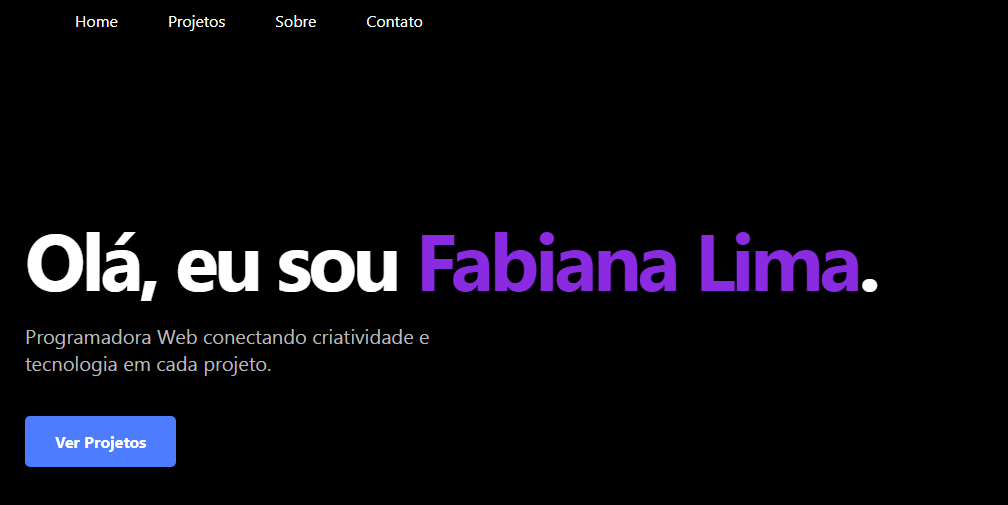 Home Projetos Sobre Contato
Olá, eu sou Fabiana Lima.
Programadora Web conectando criatividade e
tecnologia em cada projeto.
Ver Projetos